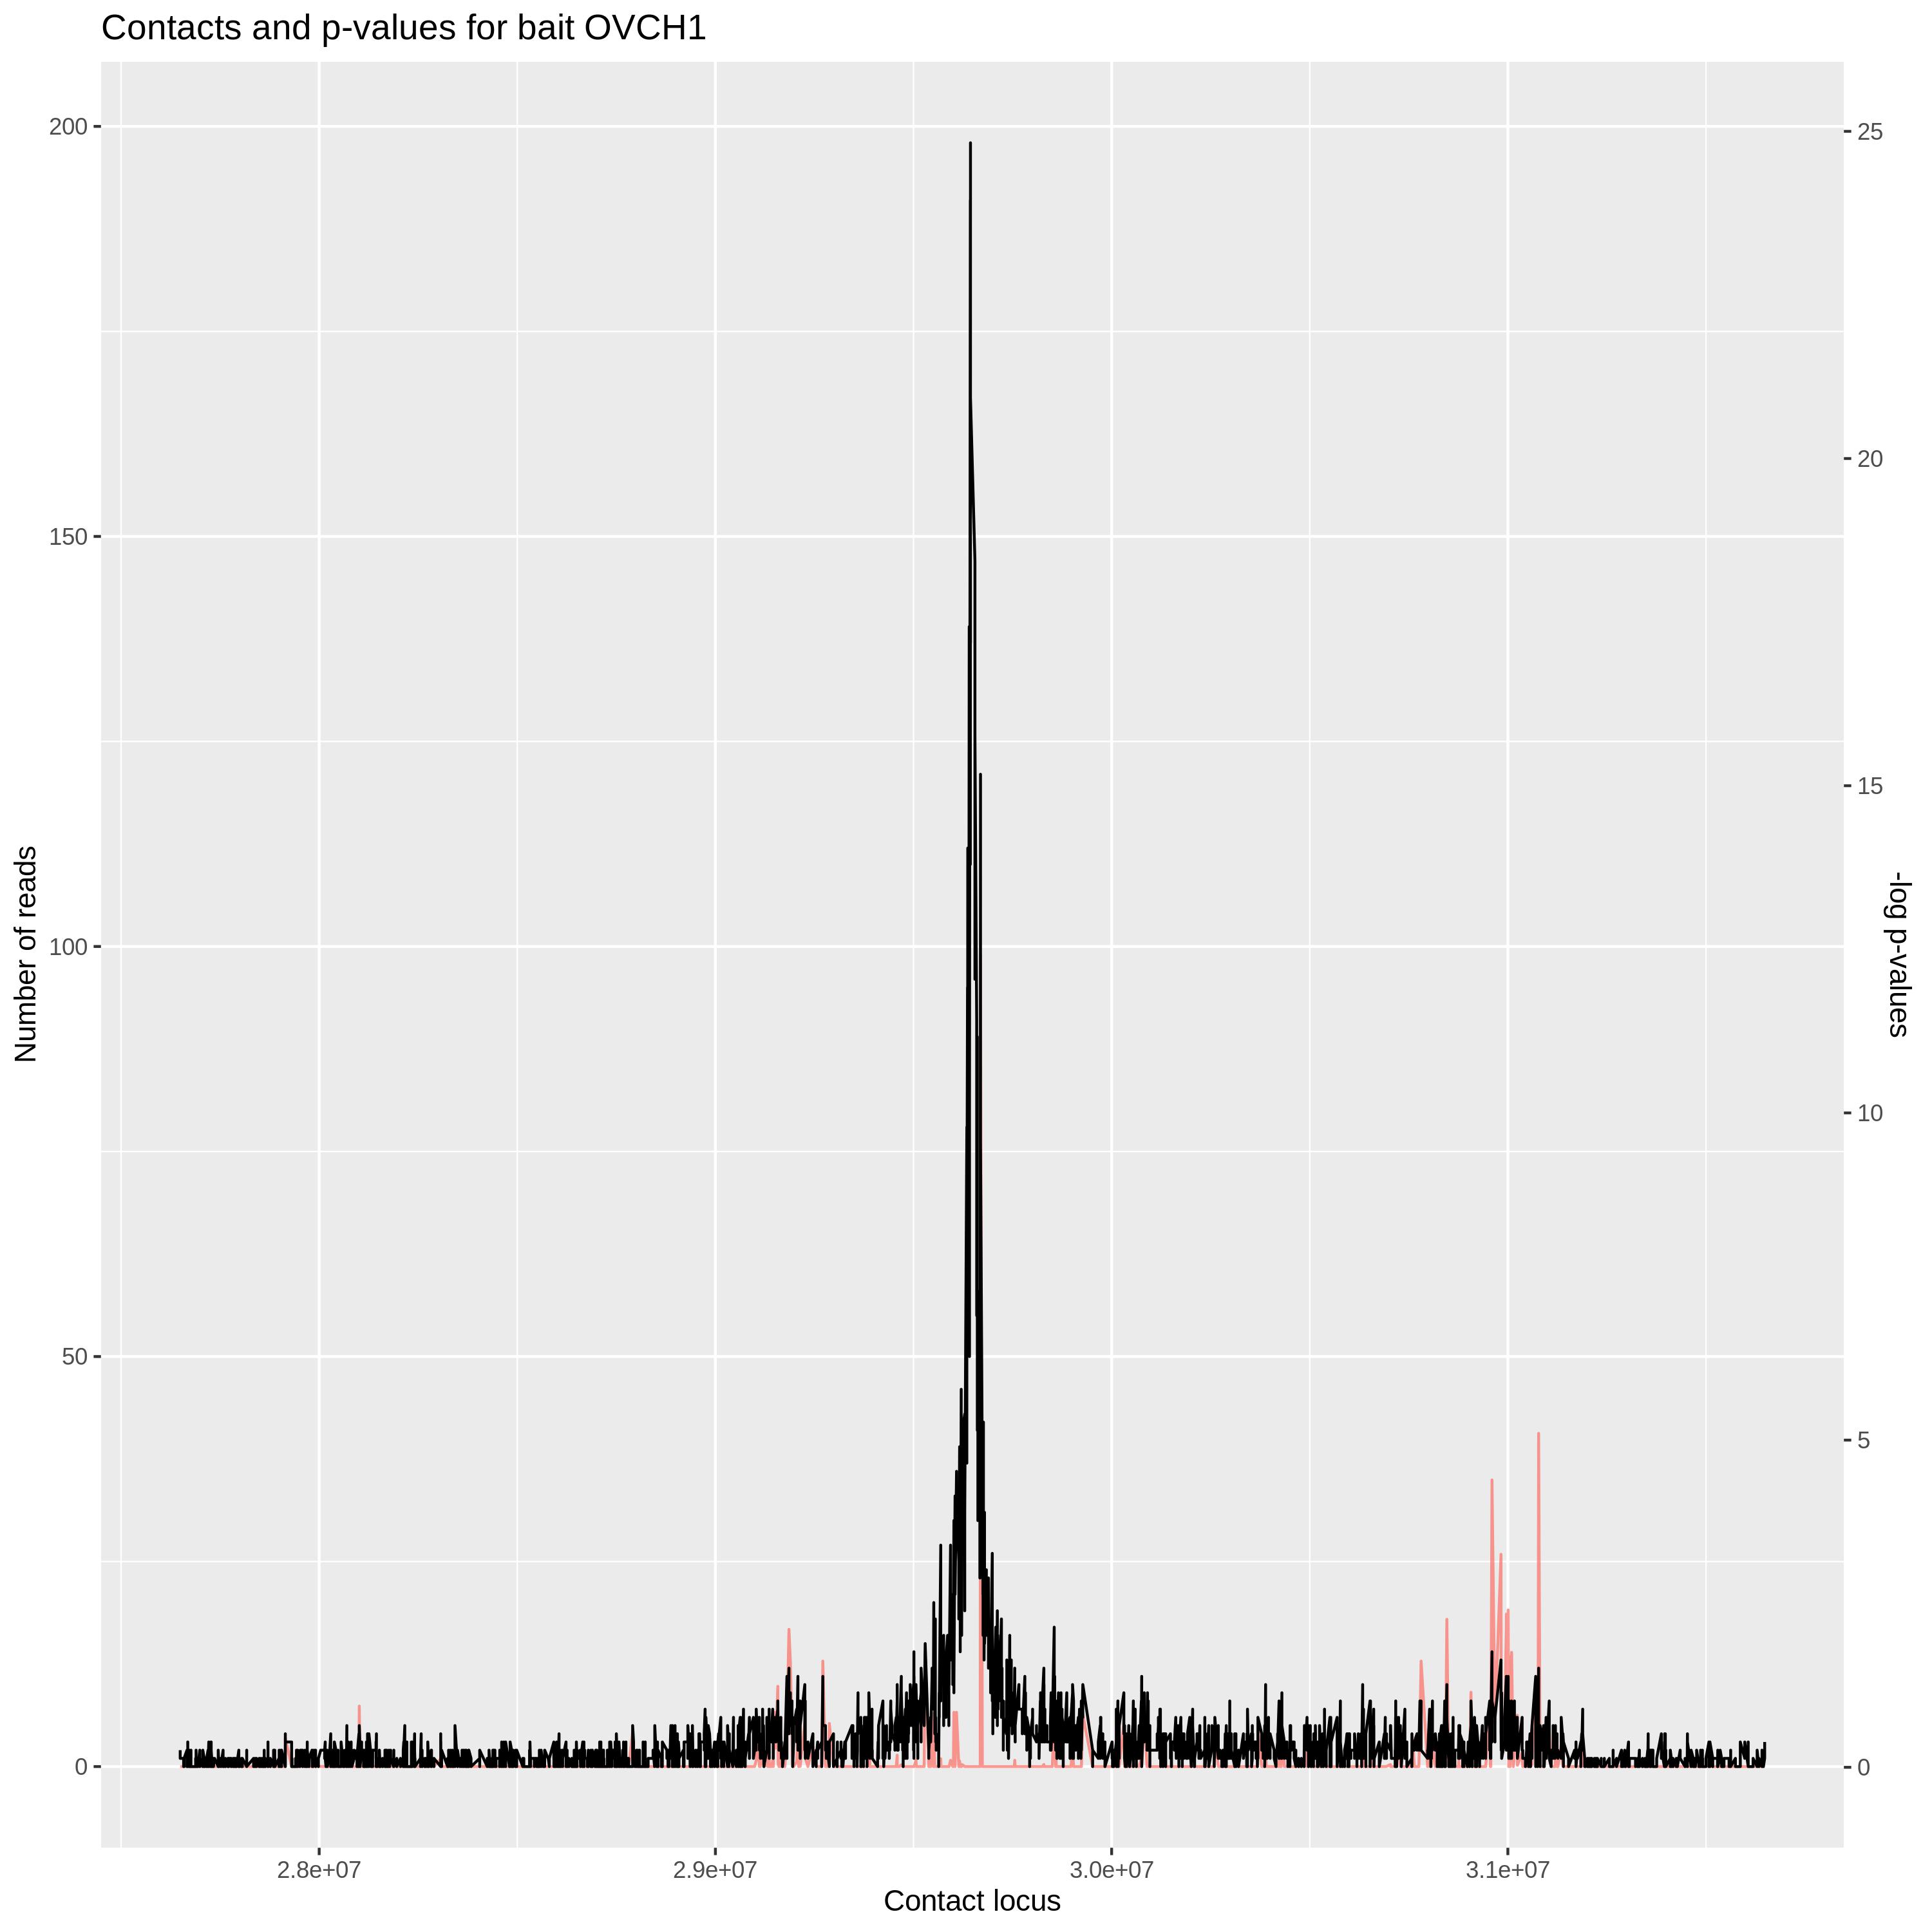 Contacts and p-values for bait OVCH1
200
150
100
50
0
Number of reads
25
20
15
10
5
0
-log p-values
2.8e+07
2.9e+07
3.0e+07
3.1e+07
Contact locus